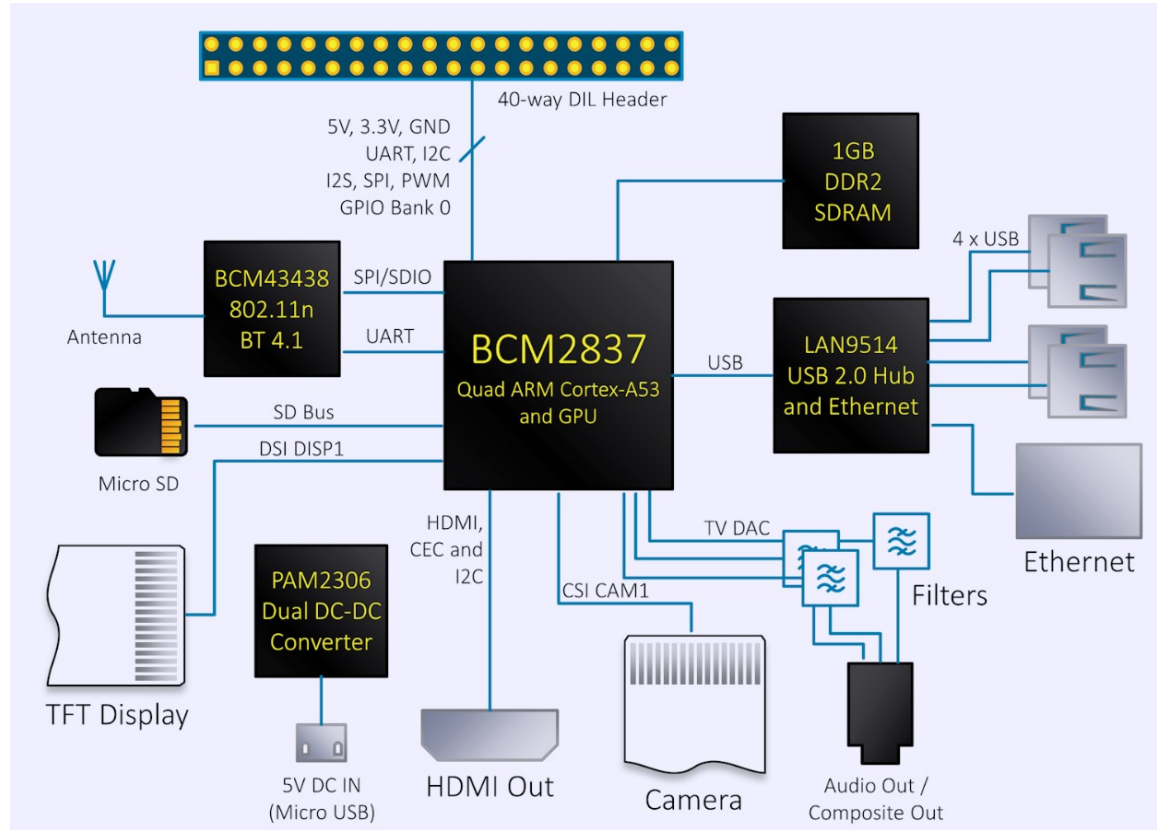 40-way DIL Header
5V, 3.3V, GND
UART, I2C
I2S, SPI, PWM
GPIO Bank 0
1GB
DDR2
SDRAM
4 x USB
BCM43438
802.11n
BT 4.1
SPI/SDIO
UART
Antenna
BCM2837
Quad ARM Cortex-A53
and GPU
USB
LAN9514
USB 2.0 Hub
and Ethernet
SD Bus
DSI DISP1
Micro SD
HDMI,
CEC and
I2C
TV DAC
CSI CAM1
Ethernet
Filters
PAM2306
Dual DC-DC
Converter
TFT Display
5V DC IN
(Micro USB)
HDMI Out
Camera
Audio Out /
Composite Out